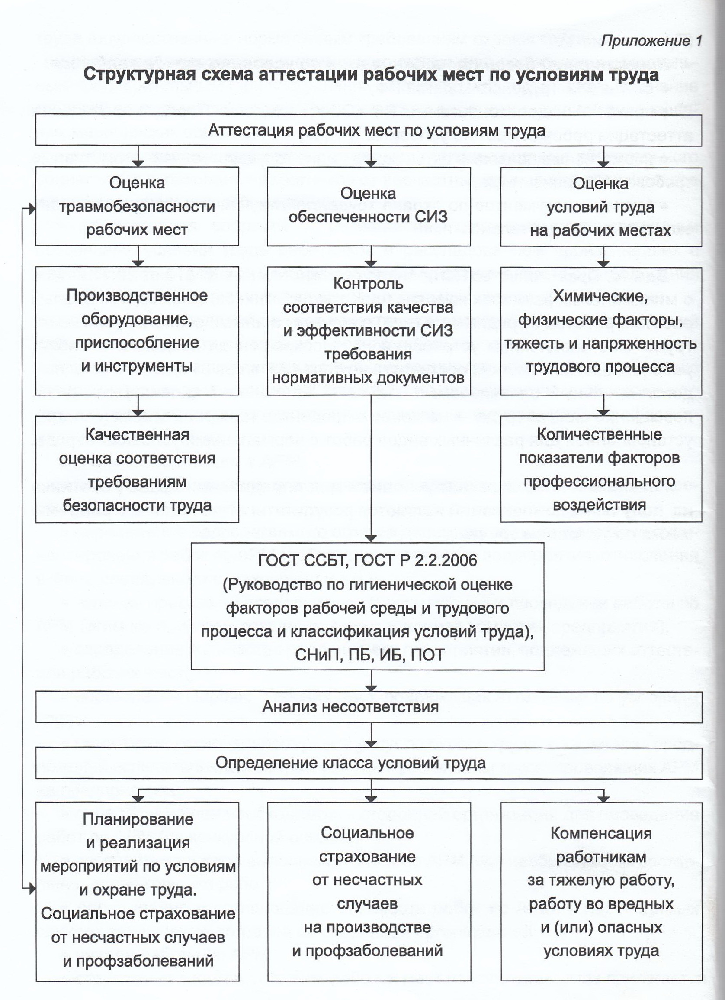 Приложение 1
Структурная схема аттестации рабочих мест по условиям труда
Аттестация рабочих мест по условиям труда
Оценка
травмобезопасности
рабочих мест
Оценка
обеспеченности СИЗ
Оценка
условий труда
на рабочих местах
Производственное
оборудование,
приспособление
и инструменты
Контроль
соответствия качества
и эффективности СИЗ
требования
нормативных документов
Химические,
физические факторы,
тяжесть и напряженность
трудового процесса
Качественная
оценка соответствия
требованиям
безопасности труда
Количественные
показатели факторов
профессионального
воздействия
ГОСТ ССБТ, ГОСТ Р 2.2.2006
(Руководство по гигиенической оценке
факторов рабочей среды и трудового
процесса и классификация условий труда),
СНиП, ПБ, ИБ, ПОТ
Анализ несоответствия
Определение класса условий труда
Планирование
и реализация
мероприятий по условиям
и охране труда.
Социальное страхование
от несчастных случаев
и профзаболеваний
Социальное
страхование
от несчастных
случаев
на производстве
и профзаболеваний
Компенсация
работникам
за тяжелую работу,
работу во вредных
и (или) опасных
условиях труда